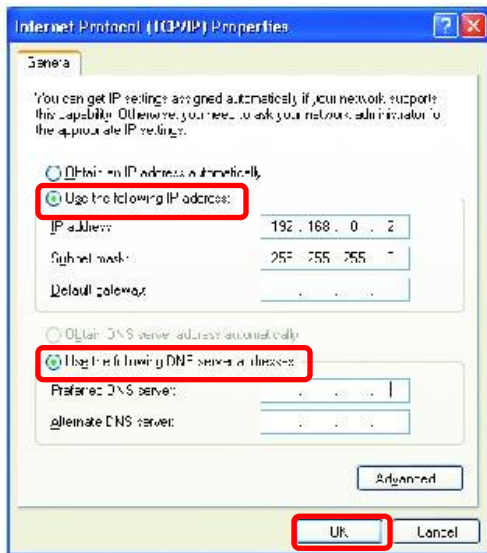 Internet Protocol (TCP/IP) Properties
General
You can get IP settings assigned automatically if your network supports
this capability. Otherwise, you need to ask your network administrator for
the appropriate IP settings.
Obtain an IP address automatically
Use the following IP address:
IP address: 192 . 168 . 0 . 2
Subnet mask: 255 . 255 . 255 .
Default gateway: . . .
Obtain DNS server address automatically
Use the following DNS server addresses:
Preferred DNS server: . . .
Alternate DNS server: . . .
Advanced...
OK Cancel